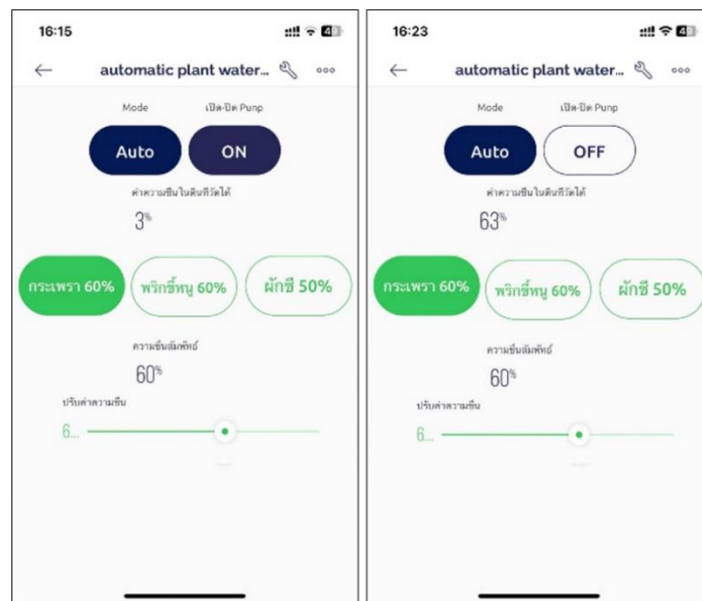 16:15
automatic plant water...
Mode
เปิด-ปิด Punp
Auto
ON
ค่าความชื้นในดินที่วัดได้
3%
กระเพรา 60%
พริกขี้หนู 60%
ผักชี 50%
ความชื้นสัมพัทธ์
60%
ปรับค่าความชื้น
6...
16:23
automatic plant water...
Mode
เปิด-ปิด Punp
Auto
OFF
ค่าความชื้นในดินที่วัดได้
63%
กระเพรา 60%
พริกขี้หนู 60%
ผักชี 50%
ความชื้นสัมพัทธ์
60%
ปรับค่าความชื้น
6...